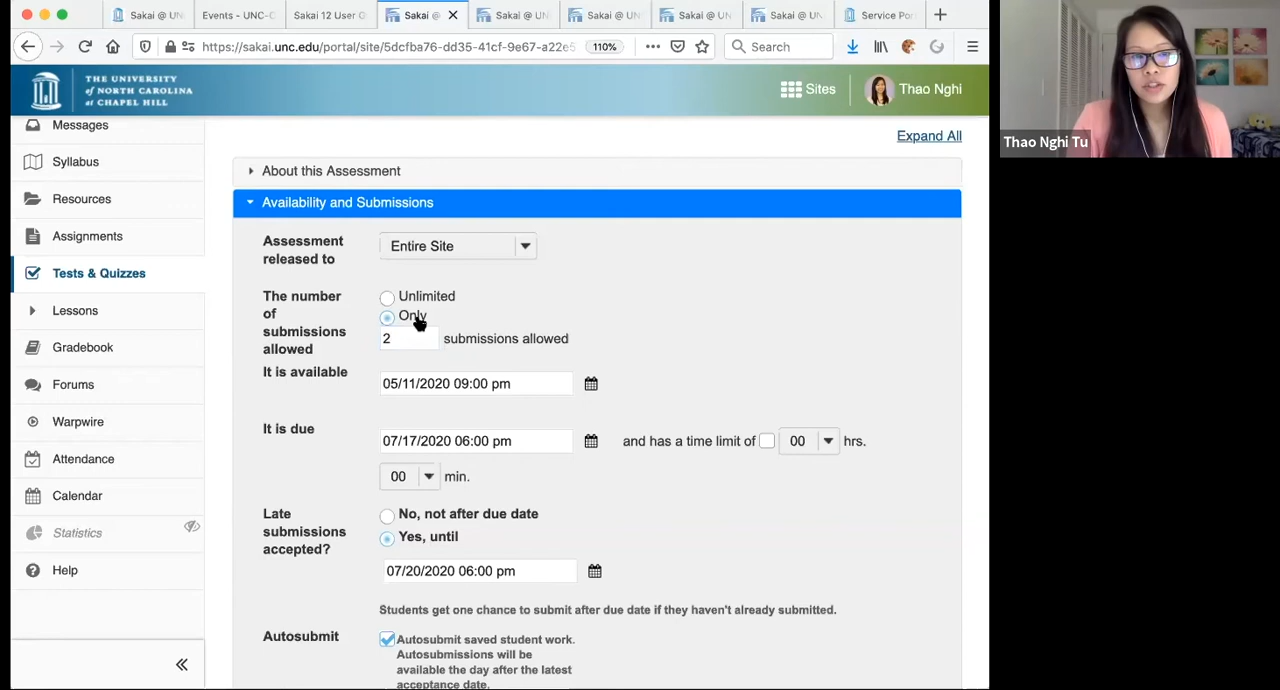 Sakai @ UN
Events - UNC-C
Sakai 12 User G
Sakai @
Sakai @ UN
Sakai @ UN
Sakai @ UN
Sakai @ UN
Service Por
https://sakai.unc.edu/portal/site/5dcfba76-dd35-41cf-9e67-a22e5
110%
Search
THE UNIVERSITY
of NORTH CAROLINA
at CHAPEL HILL
Sites
Thao Nghi
Thao Nghi Tu
Messages
Syllabus
Resources
Assignments
Tests & Quizzes
Lessons
Gradebook
Forums
Warpwire
Attendance
Calendar
Statistics
Help
Expand All
About this Assessment
Availability and Submissions
Assessment
released to
Entire Site
The number
of
submissions
allowed
Unlimited
Only
2 submissions allowed
It is available
05/11/2020 09:00 pm
It is due
07/17/2020 06:00 pm
and has a time limit of 00 hrs.
00 min.
Late
submissions
accepted?
No, not after due date
Yes, until
07/20/2020 06:00 pm
Students get one chance to submit after due date if they haven't already submitted.
Autosubmit
Autosubmit saved student work.
Autosubmissions will be
available the day after the latest
acceptance date.